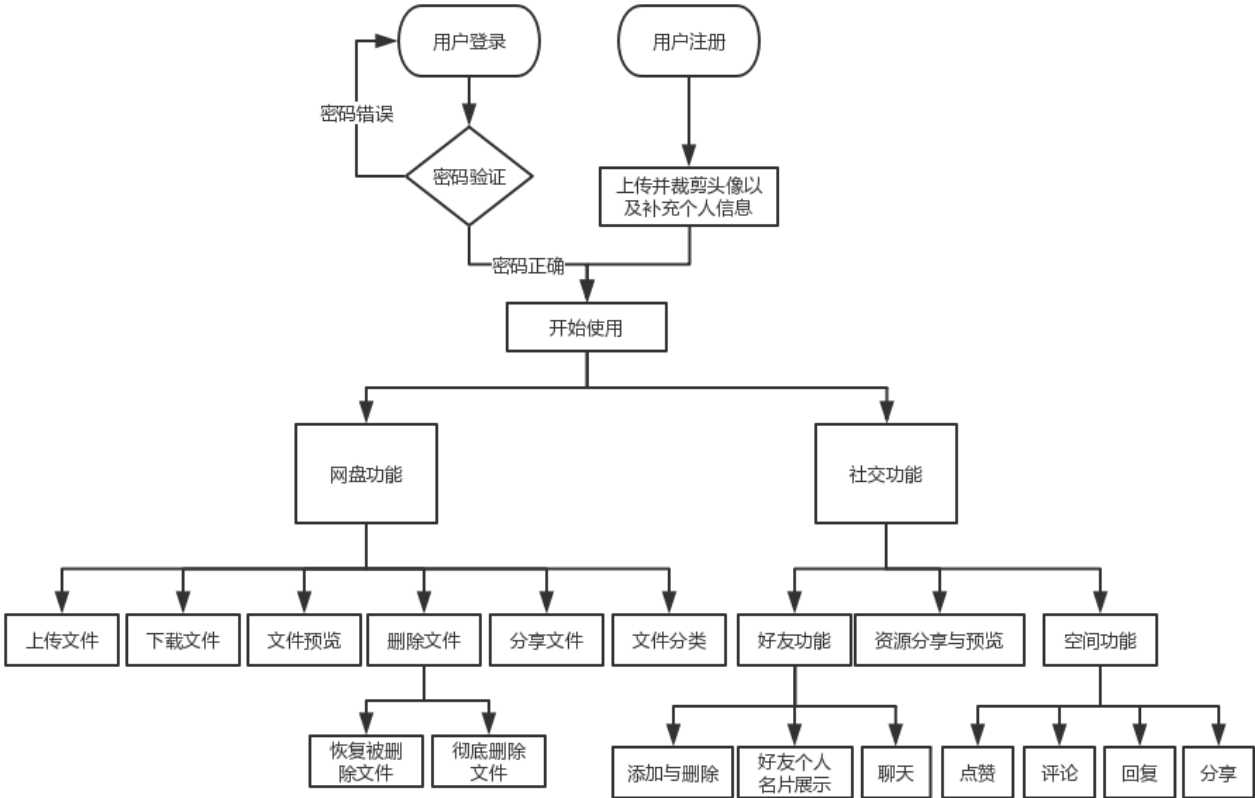 用户登录
用户注册
密码错误
密码验证
上传并裁剪头像以
及补充个人信息
密码正确
开始使用
网盘功能
社交功能
上传文件
下载文件
文件预览
删除文件
分享文件
文件分类
好友功能
资源分享与预览
空间功能
恢复被删
除文件
彻底删除
文件
添加与删除
好友个人
名片展示
聊天
点赞
评论
回复
分享